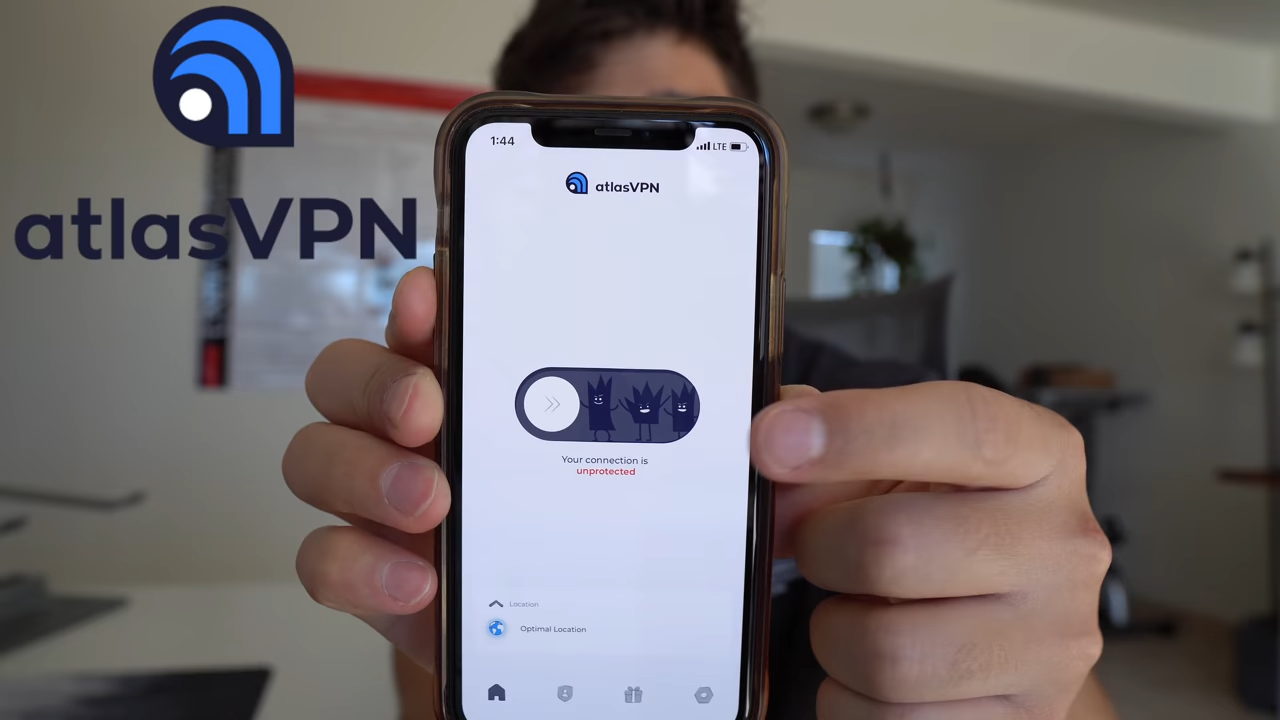 atlasVPN
1:44
LTE
atlasVPN
Your connection is
unprotected
Location
Optimal Location